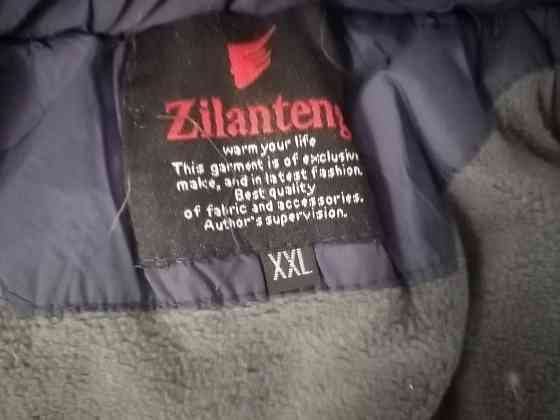 Zilanteng
warm your life
This garment is of exclusive
make, and in latest fashion.
Best quality
of fabric and accessories.
Author's supervision.
XXL